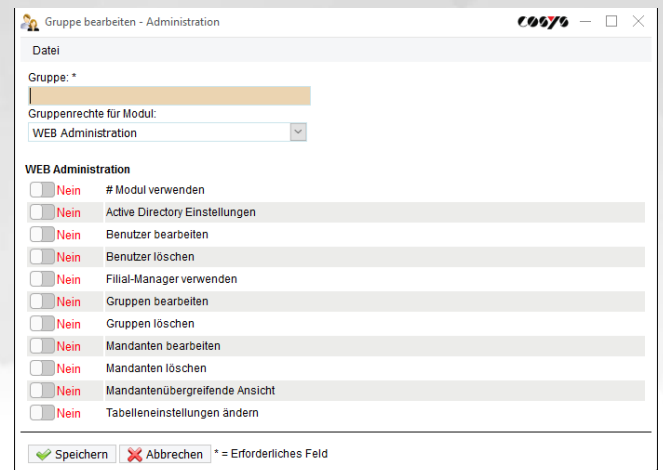 Gruppe bearbeiten - Administration
COSYS
Datei
Gruppe: *
Gruppenrechte für Modul:
WEB Administration
WEB Administration
Nein # Modul verwenden
Nein Active Directory Einstellungen
Nein Benutzer bearbeiten
Nein Benutzer löschen
Nein Filial-Manager verwenden
Nein Gruppen bearbeiten
Nein Gruppen löschen
Nein Mandanten bearbeiten
Nein Mandanten löschen
Nein Mandantenübergreifende Ansicht
Nein Tabelleneinstellungen ändern
Speichern Abbrechen * = Erforderliches Feld